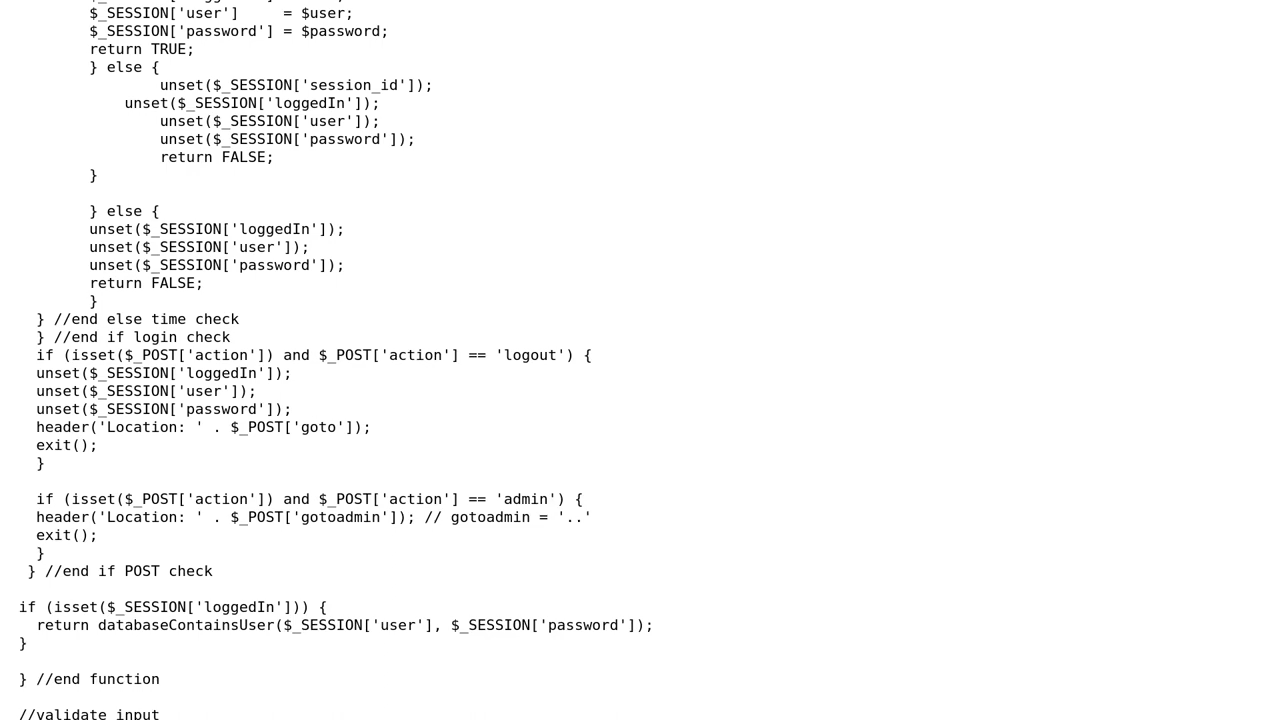 $_SESSION['user']     = $user;
        $_SESSION['password'] = $password;
        return TRUE;
        } else {
                unset($_SESSION['session_id']);
            unset($_SESSION['loggedIn']);
                unset($_SESSION['user']);
                unset($_SESSION['password']);
                return FALSE;
        }

        } else {
        unset($_SESSION['loggedIn']);
        unset($_SESSION['user']);
        unset($_SESSION['password']);
        return FALSE;
        }
  } //end else time check
  } //end if login check
  if (isset($_POST['action']) and $_POST['action'] == 'logout') {
  unset($_SESSION['loggedIn']);
  unset($_SESSION['user']);
  unset($_SESSION['password']);
  header('Location: ' . $_POST['goto']);
  exit();
  }

  if (isset($_POST['action']) and $_POST['action'] == 'admin') {
  header('Location: ' . $_POST['gotoadmin']); // gotoadmin = '..'
  exit();
  }
 } //end if POST check

if (isset($_SESSION['loggedIn'])) {
  return databaseContainsUser($_SESSION['user'], $_SESSION['password']);
}

} //end function

//validate input